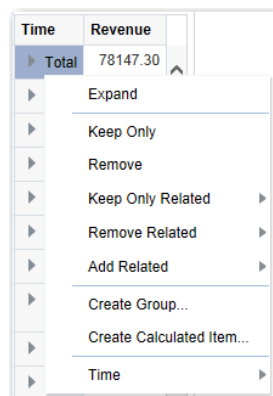 Time Revenue
Total 78147.30
Expand
Keep Only
Remove
Keep Only Related
Remove Related
Add Related
Create Group...
Create Calculated Item...
Time